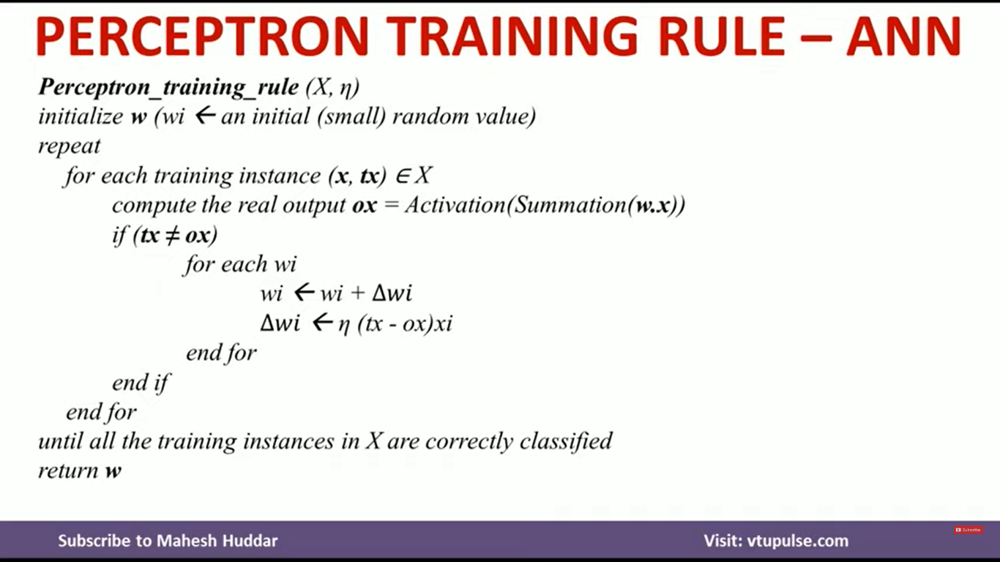 PERCEPTRON TRAINING RULE – ANN
Perceptron_training_rule (X, η)
initialize w (wi ← an initial (small) random value)
repeat
for each training instance (x, tx) ∈ X
compute the real output ox = Activation(Summation(w.x))
if (tx ≠ ox)
for each wi
wi ← wi + Δwi
Δwi ← η (tx - ox)xi
end for
end if
end for
until all the training instances in X are correctly classified
return w
Subscribe
Subscribe to Mahesh Huddar
Visit: vtupulse.com